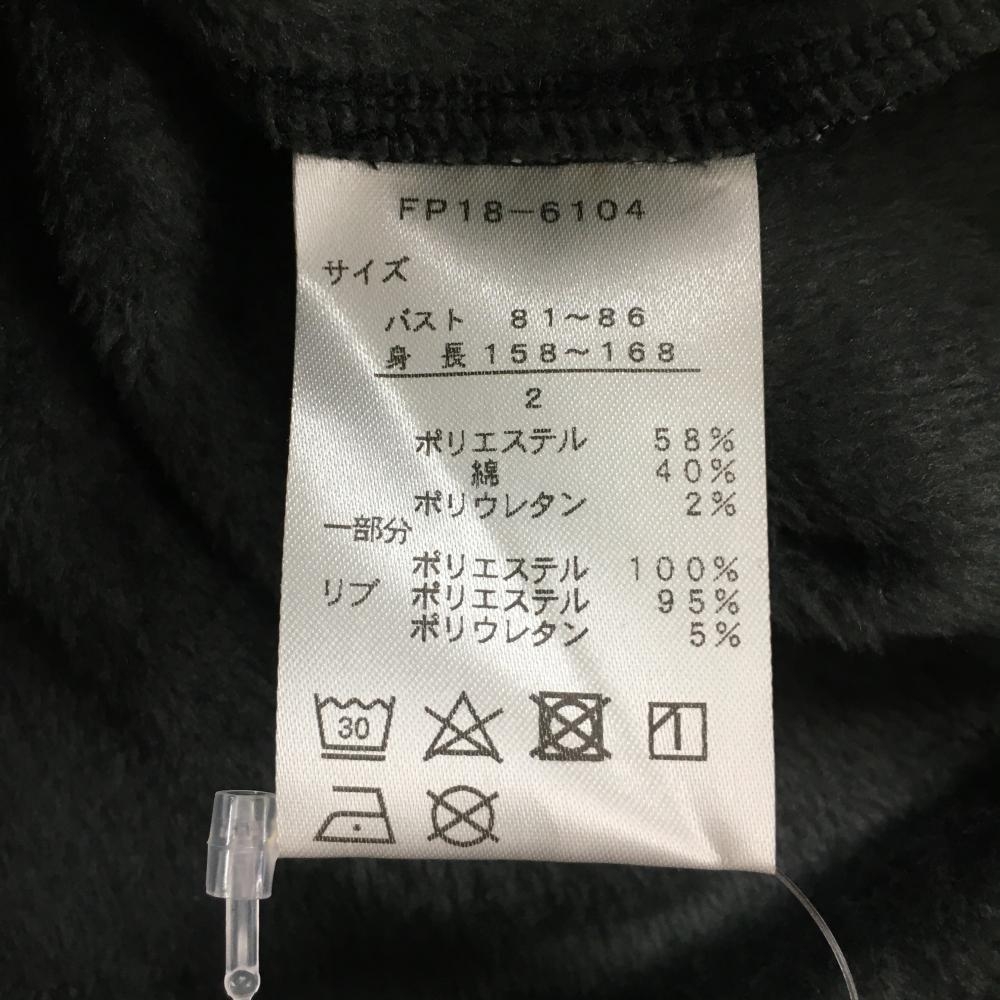 FP18-6104
サイズ
バスト 81～86
身長 158～168
2
ポリエステル 58%
綿 40%
ポリウレタン 2%
一部分
ポリエステル 100%
リブ ポリエステル 95%
ポリウレタン 5%
30